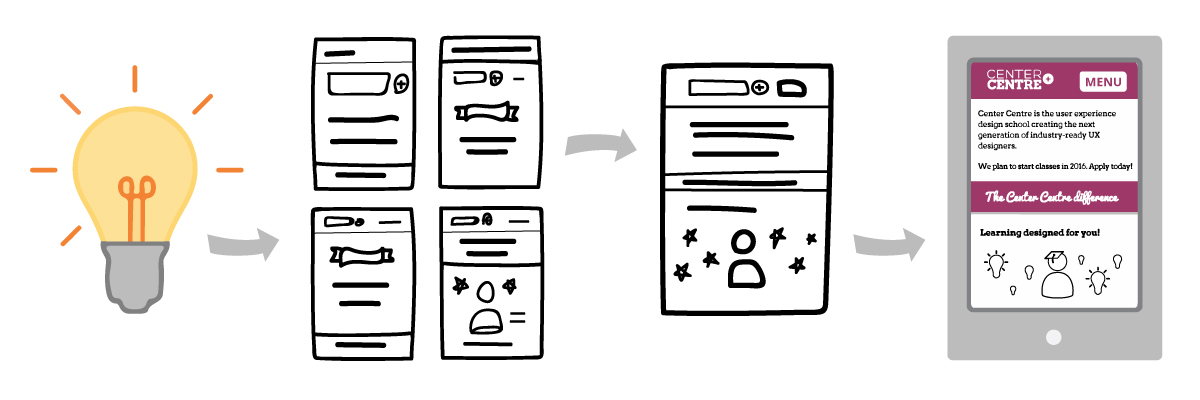 CENTER
CENTRE
MENU
Center Centre is the user experience
design school creating the next
generation of industry-ready UX
designers.
We plan to start classes in 2016. Apply today!
The Center Centre difference
Learning designed for you!